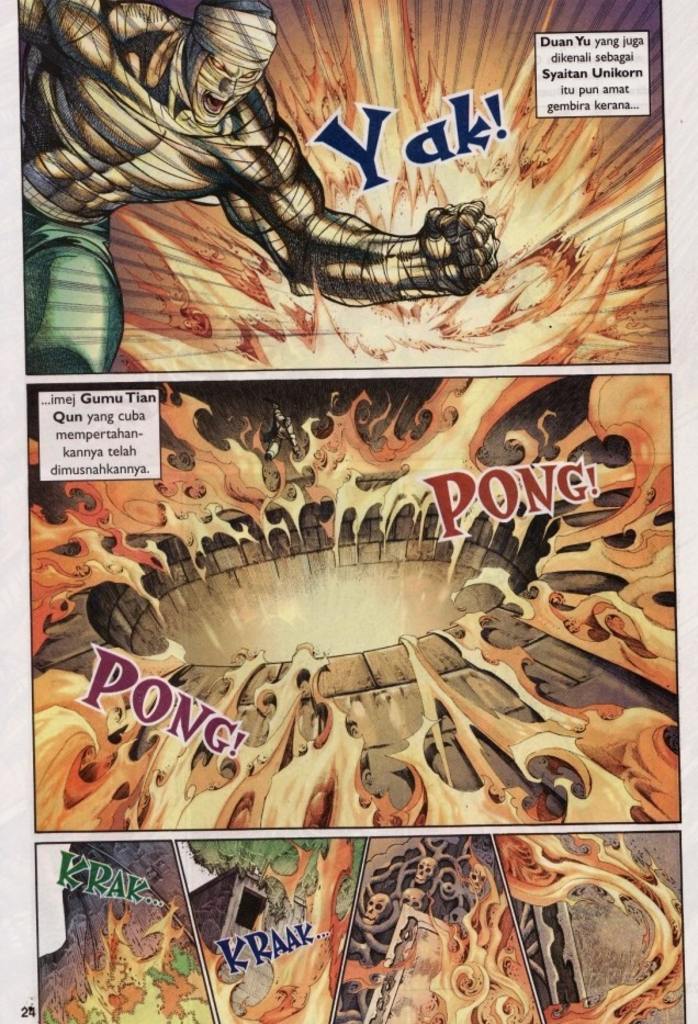 Duan Yu yang juga
dikenali sebagai
Syaitan Unikorn
itu pun amat
gembira kerana...
Yak!
...imej Gumu Tian
Qun yang cuba
mempertahan-
kannya telah
dimusnahkannya.
PONG!
PONG!
KRAK...
KRAAK...
24